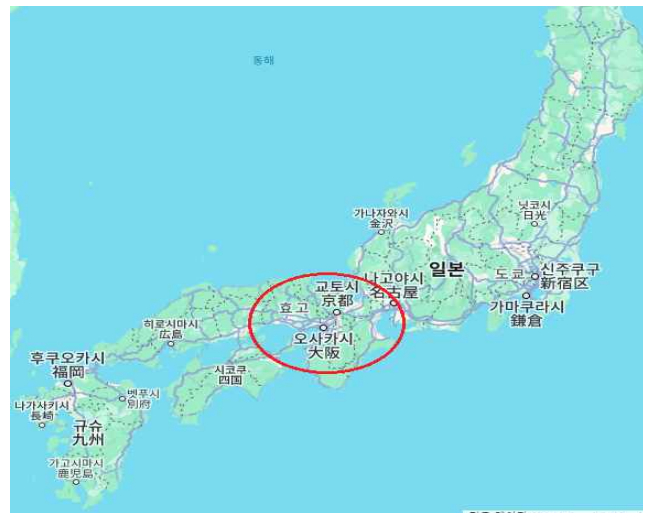 동해
닛코시
日光
가나자와시
金沢
일본
도쿄
신주쿠구
新宿区
나고야시
名古屋
교토시
京都
가마쿠라시
鎌倉
효고
히로시마시
広島
오사카시
大阪
후쿠오카시
福岡
시코쿠
四国
벳푸시
別府
나가사키시
長崎
규슈
九州
가고시마시
鹿児島